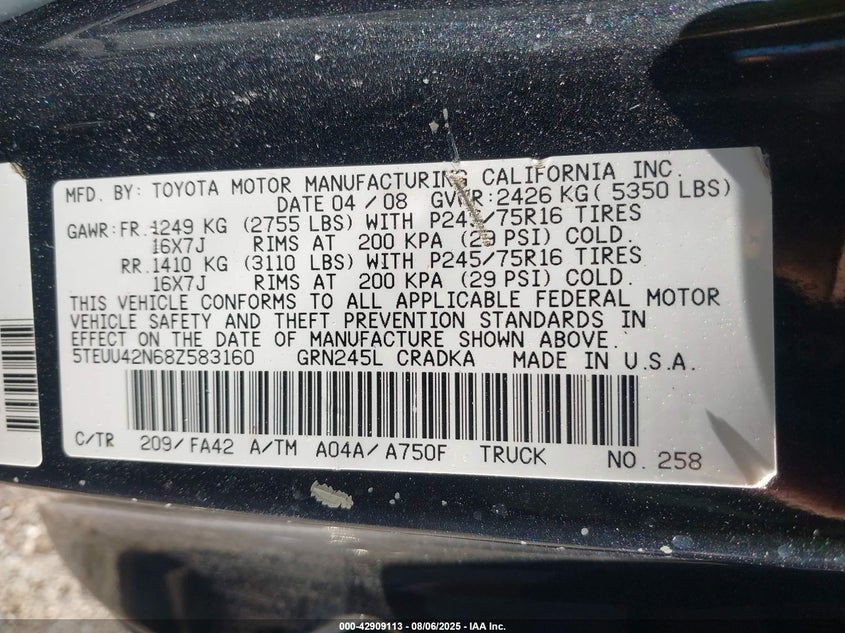 MFD. BY: TOYOTA MOTOR MANUFACTURING CALIFORNIA INC.
DATE 04/08 GVWR:2426 KG( 5350 LBS)
GAWR:FR.1249 KG (2755 LBS) WITH P245/75R16 TIRES
16X7J RIMS AT 200 KPA (29 PSI) COLD.
RR.1410 KG (3110 LBS) WITH P245/75R16 TIRES
16X7J RIMS AT 200 KPA (29 PSI) COLD.
THIS VEHICLE CONFORMS TO ALL APPLICABLE FEDERAL MOTOR
VEHICLE SAFETY AND THEFT PREVENTION STANDARDS IN
EFFECT ON THE DATE OF MANUFACTURE SHOWN ABOVE.
5TEUU42N68Z583160 GRN245L CRADKA MADE IN U.S.A.
C/TR 209/FA42 A/TM A04A/A750F TRUCK NO. 258
000-42909113 - 08/06/2025 - IAA Inc.